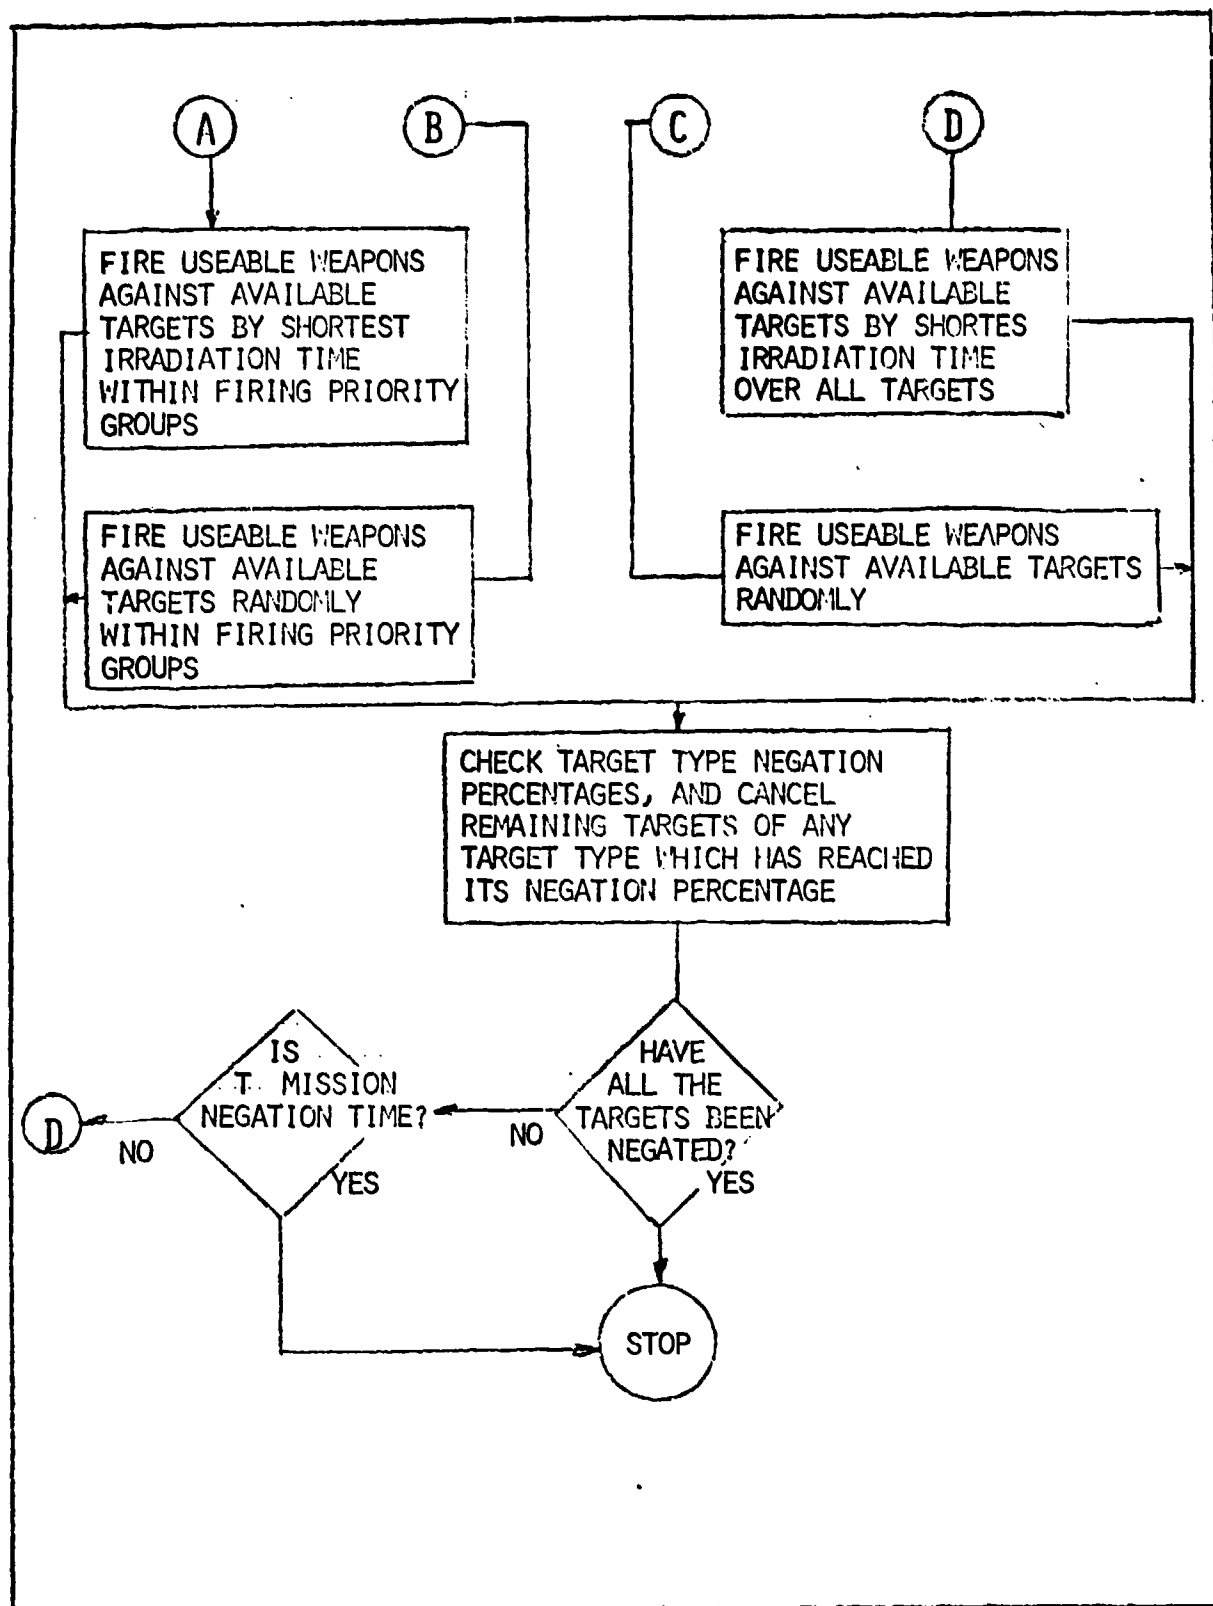 A
B
C
D
FIRE USEABLE WEAPONS
AGAINST AVAILABLE
TARGETS BY SHORTEST
IRRADIATION TIME
WITHIN FIRING PRIORITY
GROUPS
FIRE USEABLE WEAPONS
AGAINST AVAILABLE
TARGETS BY SHORTES
IRRADIATION TIME
OVER ALL TARGETS
FIRE USEABLE WEAPONS
AGAINST AVAILABLE
TARGETS RANDOMLY
WITHIN FIRING PRIORITY
GROUPS
FIRE USEABLE WEAPONS
AGAINST AVAILABLE TARGETS
RANDOMLY
CHECK TARGET TYPE NEGATION
PERCENTAGES, AND CANCEL
REMAINING TARGETS OF ANY
TARGET TYPE WHICH HAS REACHED
ITS NEGATION PERCENTAGE
IS
T MISSION
NEGATION TIME?
HAVE
ALL THE
TARGETS BEEN
NEGATED?
D
NO
YES
NO
YES
STOP